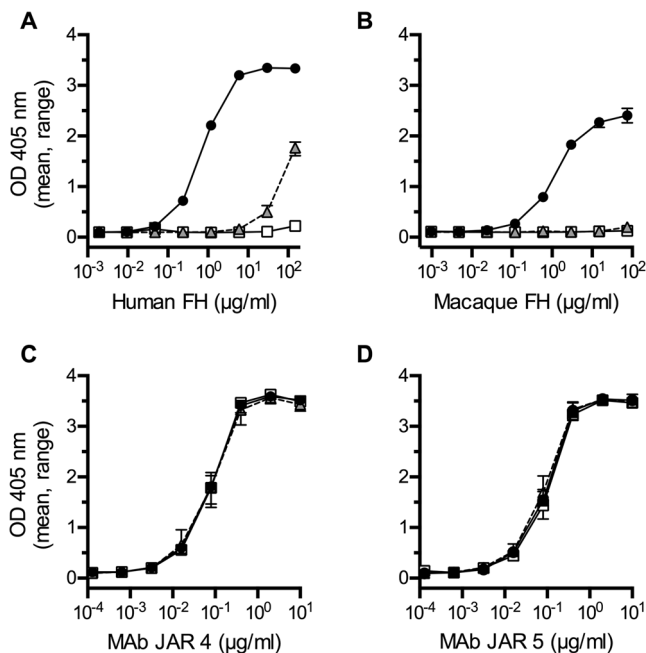 A
B
4
3
2
1
0
OD 405 nm
(mean, range)
10⁻³ 10⁻² 10⁻¹ 10⁰ 10¹ 10²
Human FH (µg/ml)
4
3
2
1
0
10⁻³ 10⁻² 10⁻¹ 10⁰ 10¹ 10²
Macaque FH (µg/ml)
C
D
4
3
2
1
0
OD 405 nm
(mean, range)
10⁻⁴ 10⁻³ 10⁻² 10⁻¹ 10⁰ 10¹
MAb JAR 4 (µg/ml)
4
3
2
1
0
10⁻⁴ 10⁻³ 10⁻² 10⁻¹ 10⁰ 10¹
MAb JAR 5 (µg/ml)